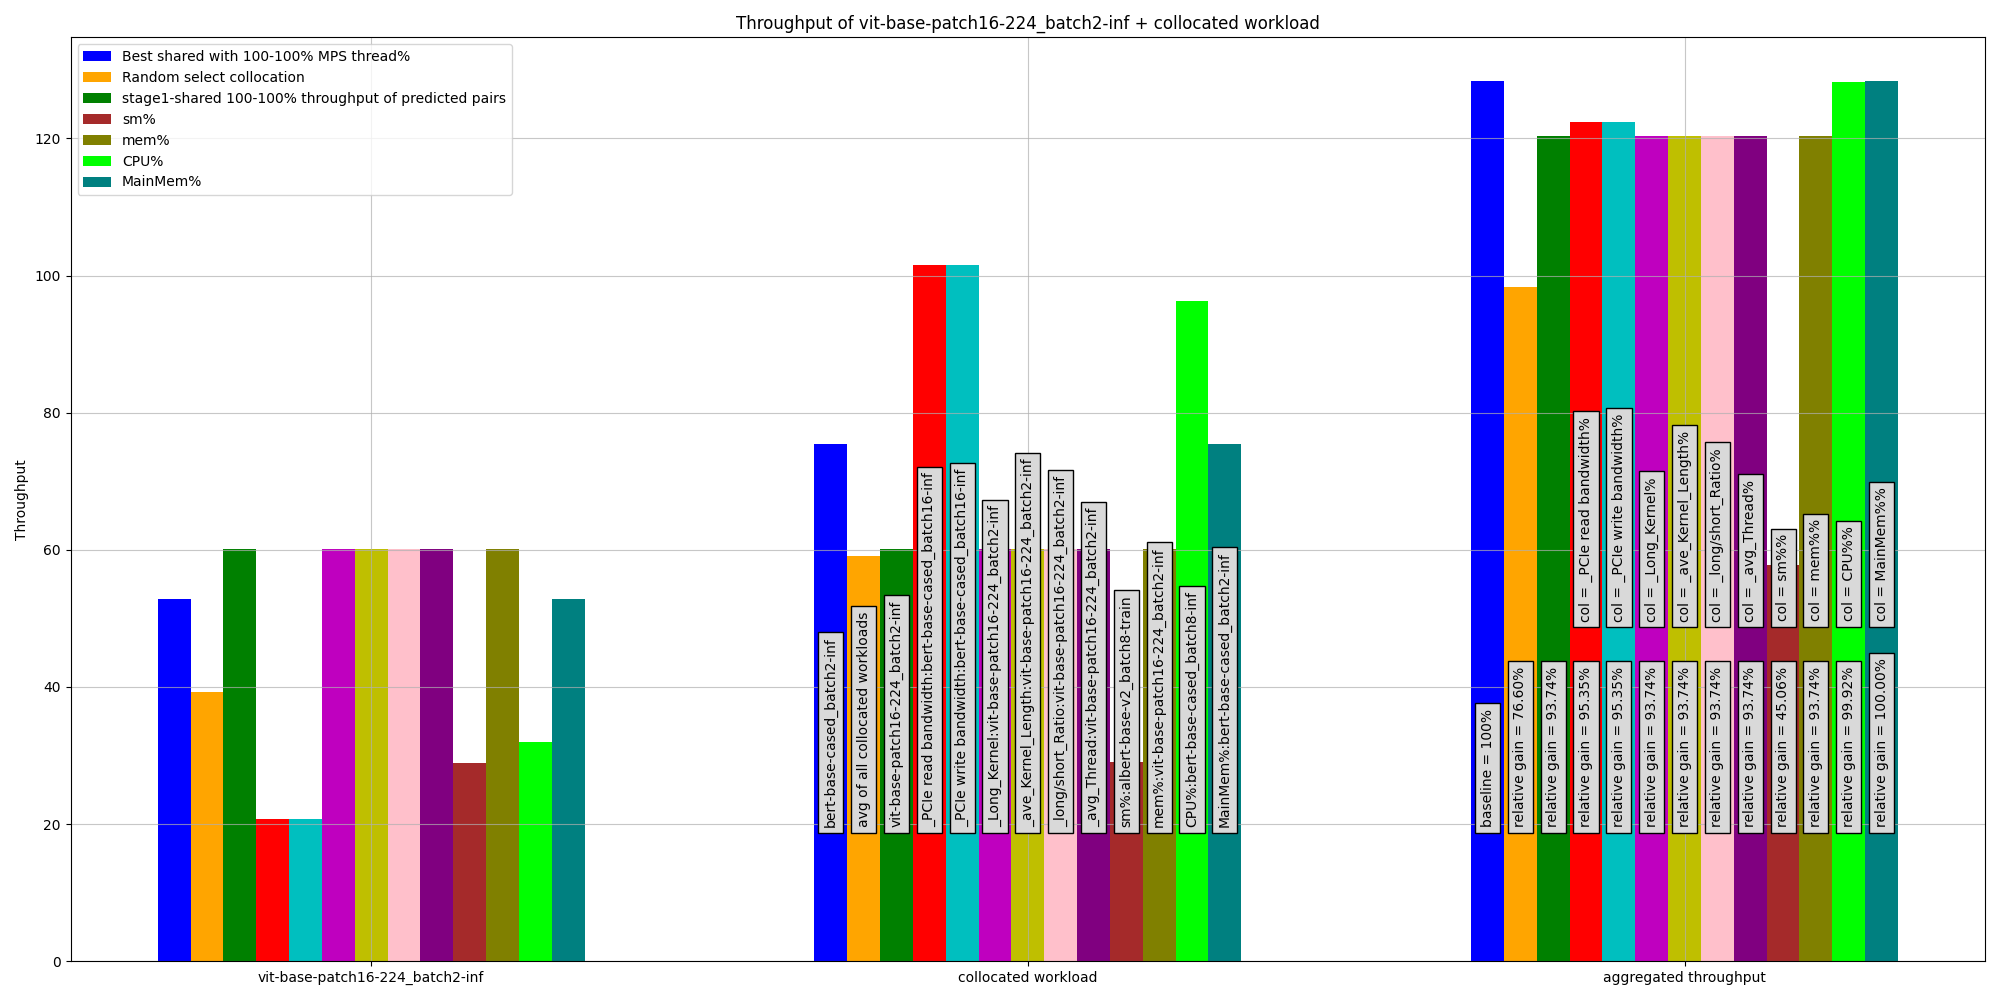 Throughput of vit-base-patch16-224_batch2-inf + collocated workload
Best shared with 100-100% MPS thread%
Random select collocation
stage1-shared 100-100% throughput of predicted pairs
sm%
mem%
CPU%
MainMem%
Throughput
120
100
80
60
40
20
0
bert-base-cased_batch2-inf
avg of all collocated workloads
vit-base-patch16-224_batch2-inf
_PCIe read bandwidth:bert-base-cased_batch16-inf
_PCIe write bandwidth:bert-base-cased_batch16-inf
_Long_Kernel:vit-base-patch16-224_batch2-inf
_ave_Kernel_Length:vit-base-patch16-224_batch2-inf
_long/short_Ratio:vit-base-patch16-224_batch2-inf
_avg_Thread:vit-base-patch16-224_batch2-inf
sm%:albert-base-v2_batch8-train
mem%:vit-base-patch16-224_batch2-inf
CPU%:bert-base-cased_batch8-inf
MainMem%:bert-base-cased_batch2-inf
col = _PCIe read bandwidth%
col = _PCIe write bandwidth%
col = _Long_Kernel%
col = _ave_Kernel_Length%
col = _long/short_Ratio%
col = _avg_Thread%
col = sm%%
col = mem%%
col = CPU%%
col = MainMem%%
baseline = 100%
relative gain = 76.60%
relative gain = 93.74%
relative gain = 95.35%
relative gain = 95.35%
relative gain = 93.74%
relative gain = 93.74%
relative gain = 93.74%
relative gain = 93.74%
relative gain = 45.06%
relative gain = 93.74%
relative gain = 99.92%
relative gain = 100.00%
vit-base-patch16-224_batch2-inf
collocated workload
aggregated throughput